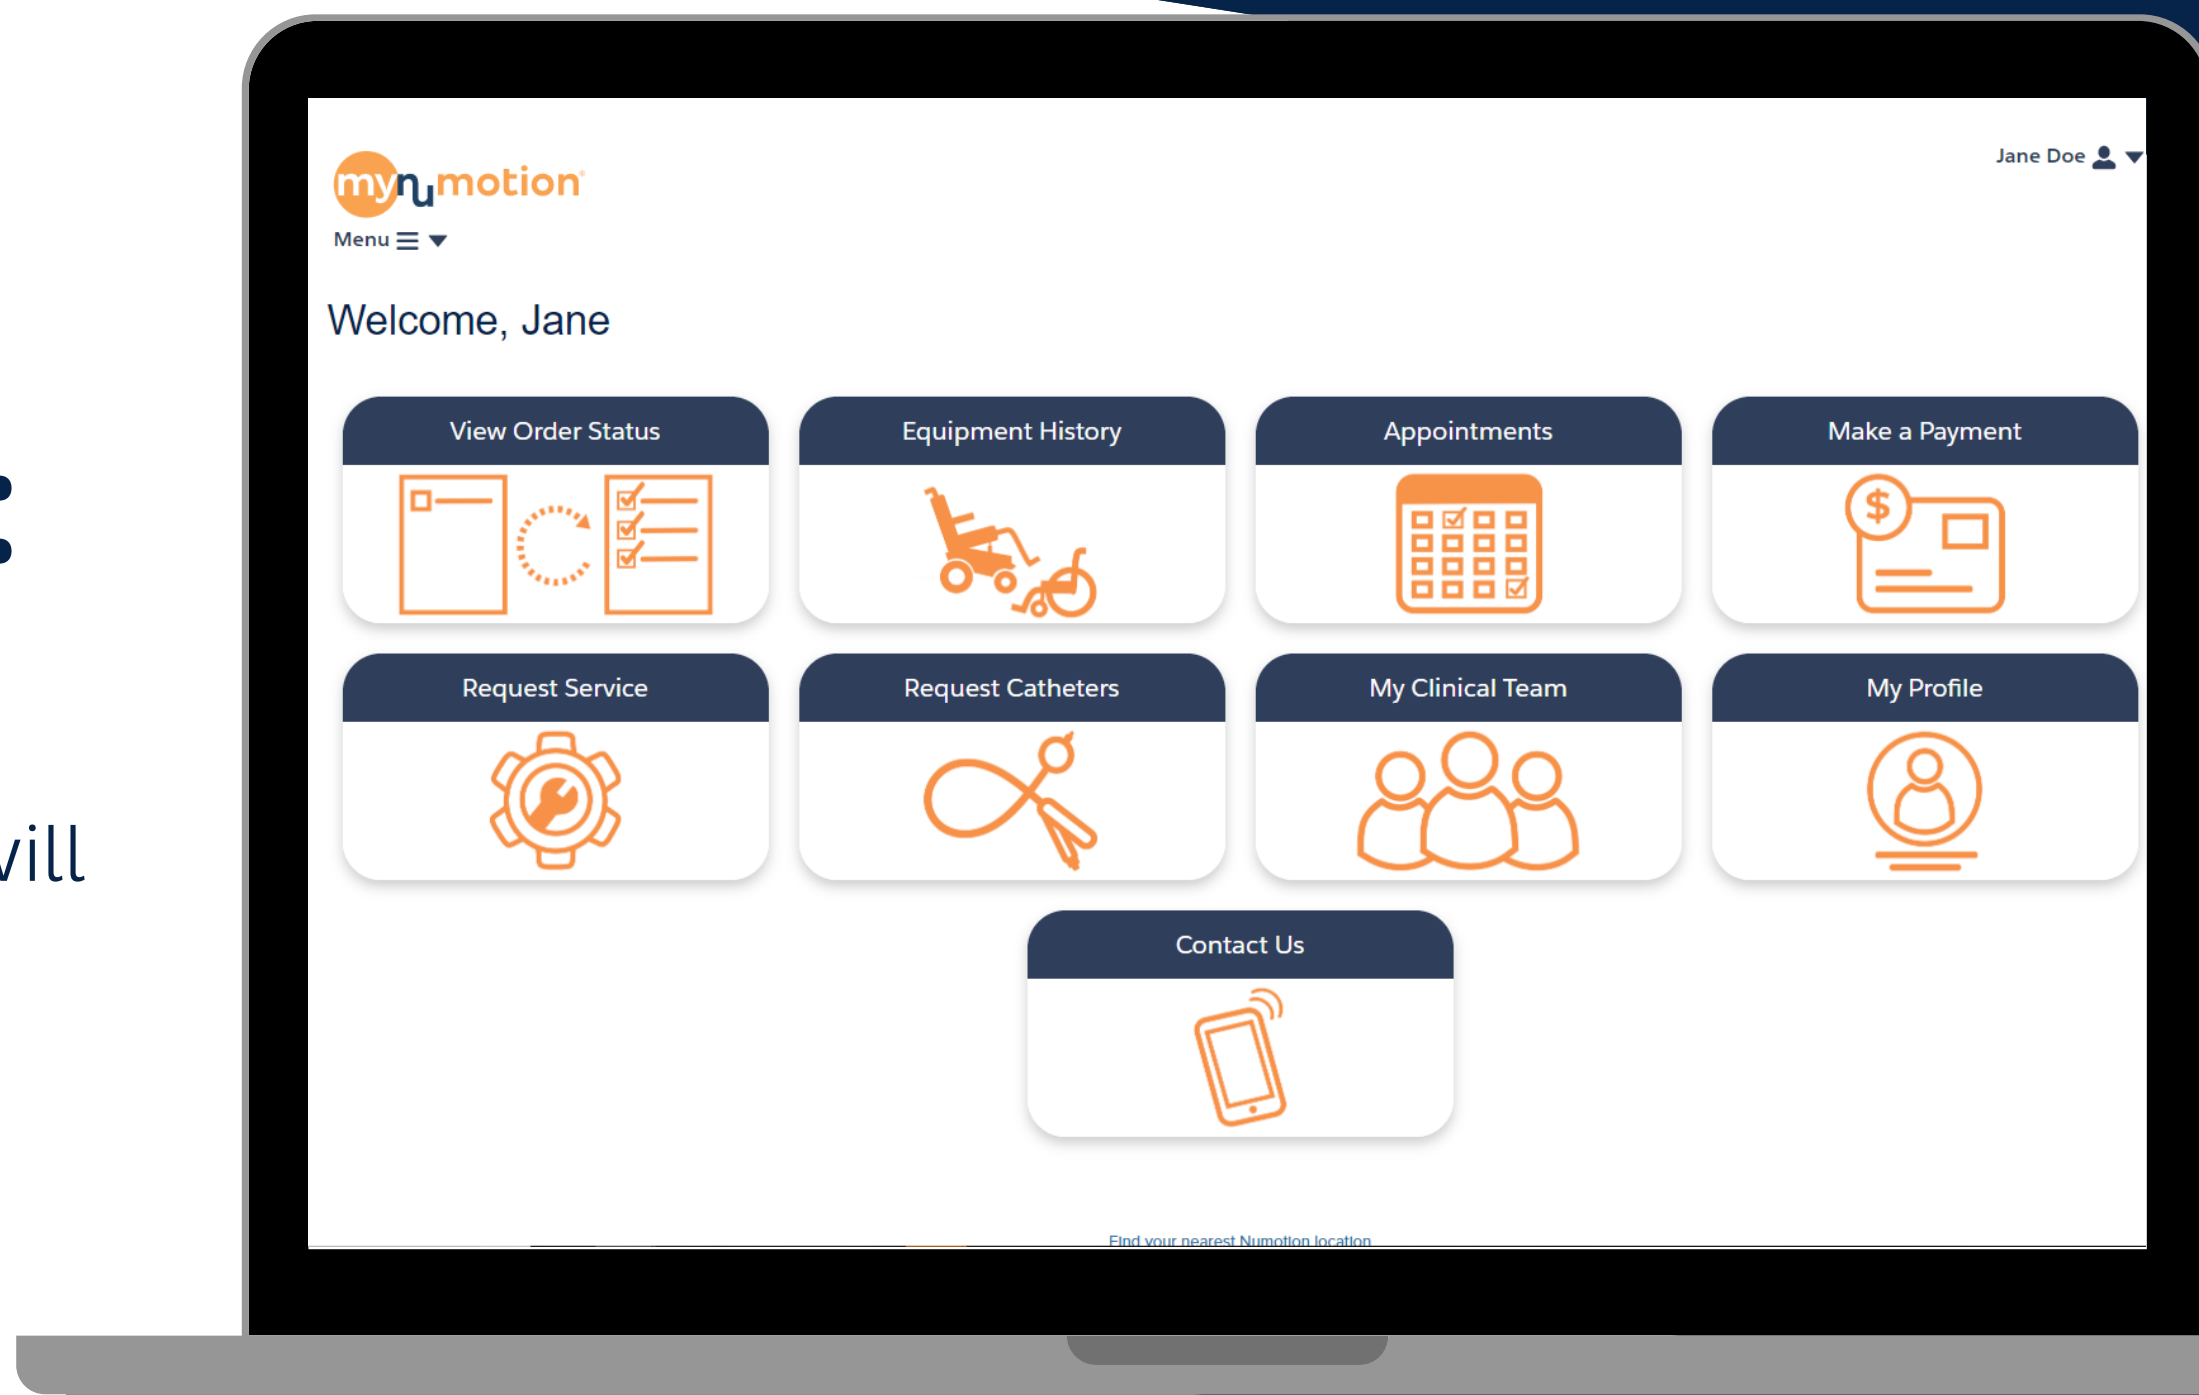 mynumotion®
Jane Doe
Menu
Welcome, Jane
View Order Status
Equipment History
Appointments
Make a Payment
$
Request Service
Request Catheters
My Clinical Team
My Profile
will
Contact Us
Find your nearest Numotion location